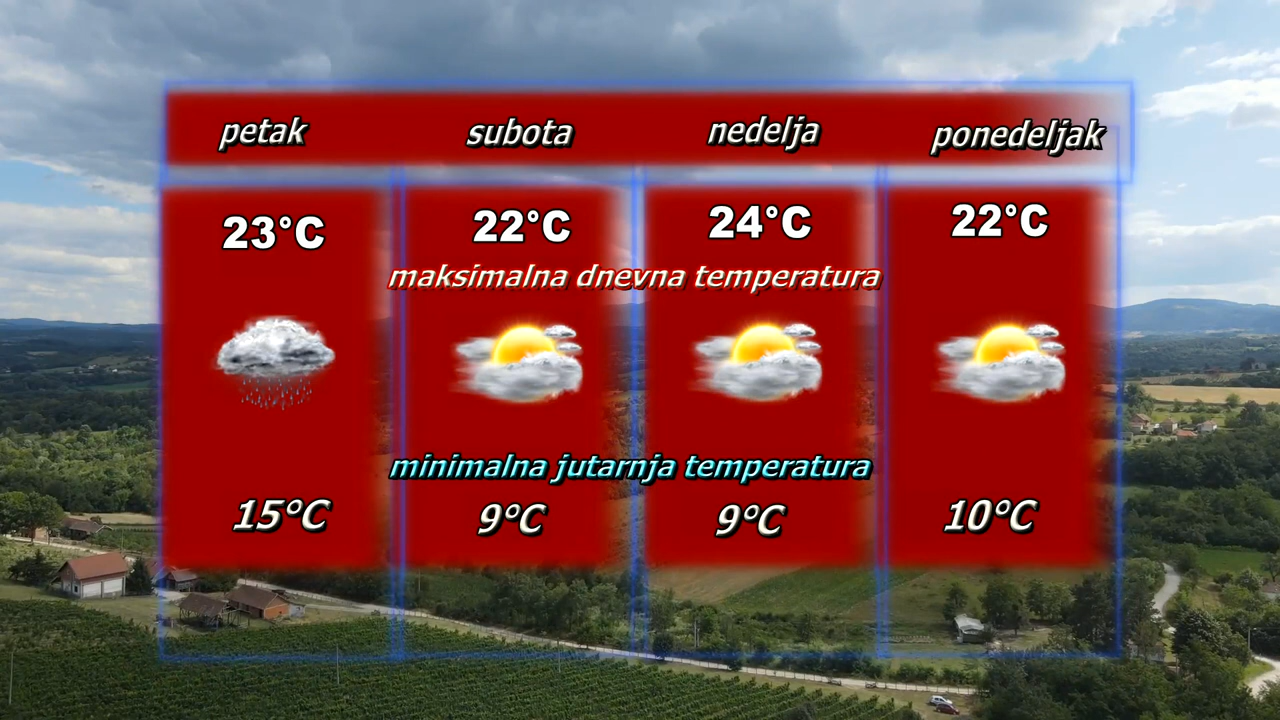 petak subota nedelja ponedeljak
23°C 22°C 24°C 22°C
maksimalna dnevna temperatura
minimalna jutarnja temperatura
15°C 9°C 9°C 10°C